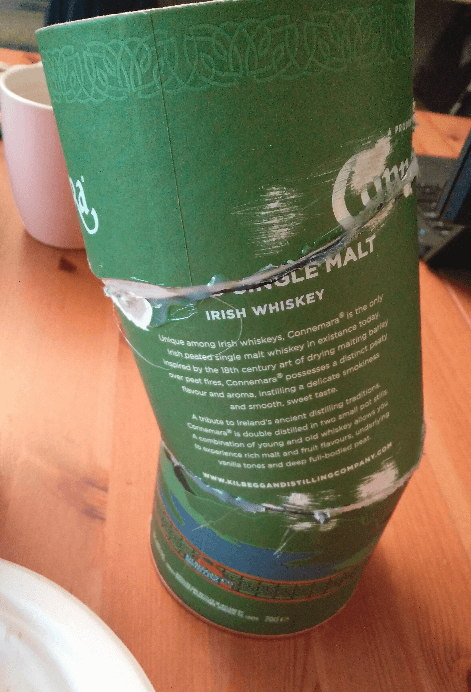 SINGLE MALT
IRISH WHISKEY
Unique among Irish whiskeys, Connemara® is the only
Irish peated single malt whiskey in existence today.
Inspired by the 18th century art of drying malting barley
over peat fires, Connemara® possesses a distinct peaty
flavour and aroma, instilling a delicate smokiness
and smooth, sweet taste.
A tribute to Ireland's ancient distilling traditions,
Connemara® is double distilled in two small pot stills.
A combination of young and old whiskey allows you
to experience rich malt and fruit flavours, underlying
vanilla tones and deep full-bodied peat.
WWW.KILBEGGANDISTILLINGCOMPANY.COM